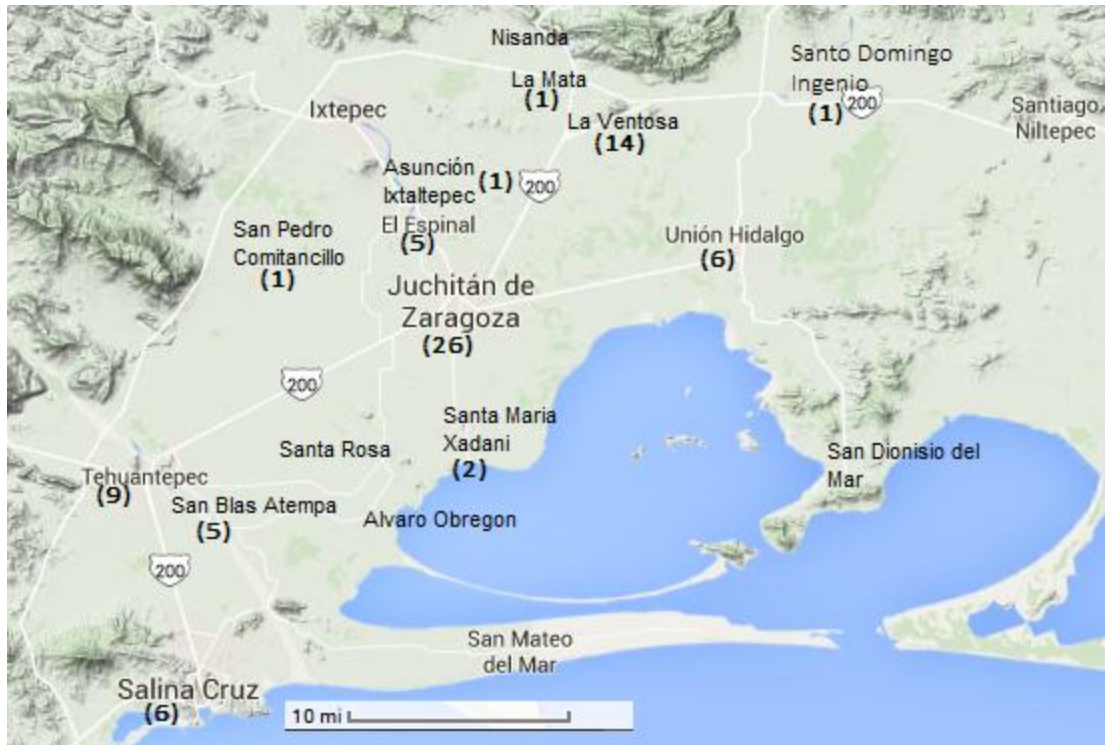 Nisanda
Santo Domingo
Ingenio
(1)
200
La Mata
(1)
Ixtepec
Santiago
Niltepec
La Ventosa
(14)
Asunción
Ixtaltepec
(1)
200
El Espinal
(5)
San Pedro
Comitancillo
(1)
Unión Hidalgo
(6)
Juchitán de
Zaragoza
(26)
200
Santa Maria
Xadani
(2)
Santa Rosa
San Dionisio del
Mar
Tehuantepec
(9)
San Blas Atempa
(5)
Alvaro Obregon
200
San Mateo
del Mar
Salina Cruz
(6)
10 mi